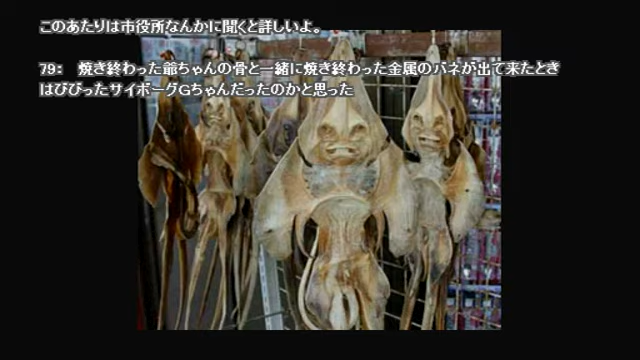 このあたりは市役所なんかに聞くと詳しいよ。
79:　焼き終わった爺ちゃんの骨と一緒に焼き終わった金属のバネが出て来たとき
はびびったサイボーグGちゃんだったのかと思った